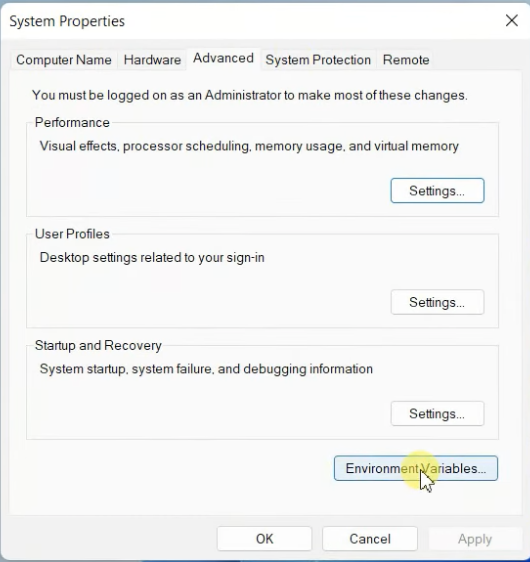 System Properties
Computer Name Hardware Advanced System Protection Remote
You must be logged on as an Administrator to make most of these changes.
Performance
Visual effects, processor scheduling, memory usage, and virtual memory
Settings...
User Profiles
Desktop settings related to your sign-in
Settings...
Startup and Recovery
System startup, system failure, and debugging information
Settings...
Environment Variables...
OK Cancel Apply